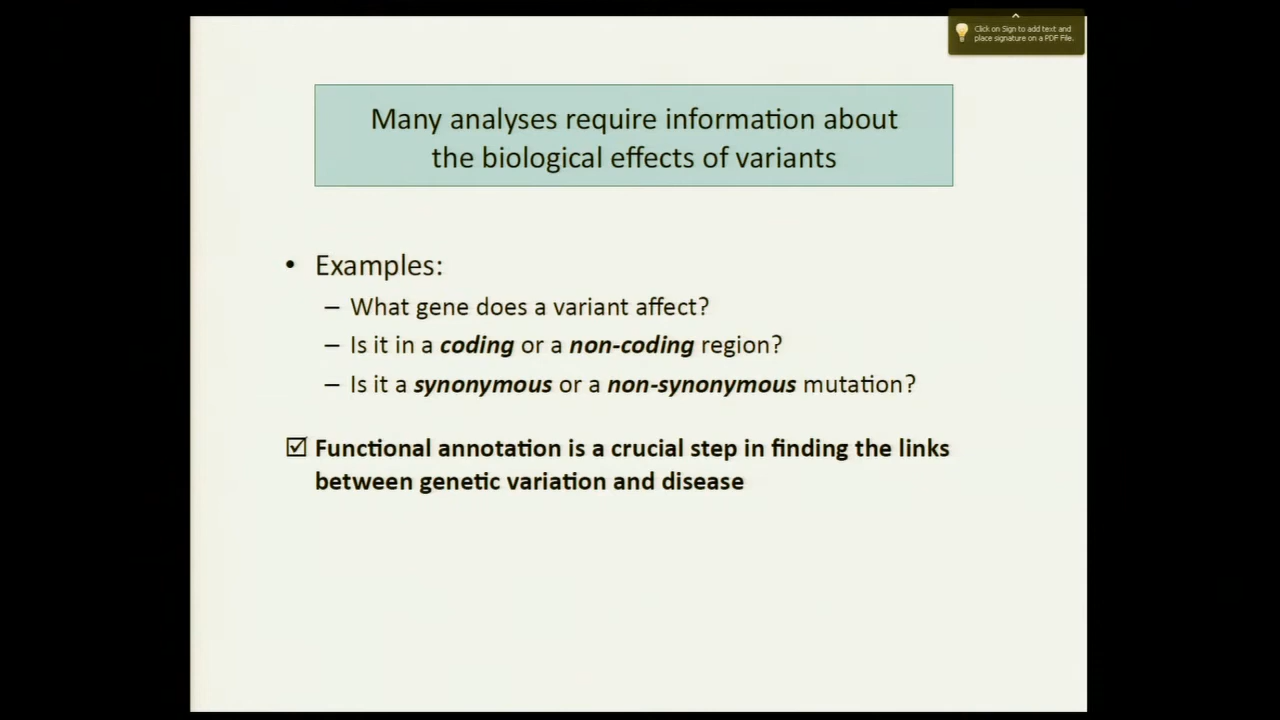 Click on Sign to add text and
place signature on a PDF File.
Many analyses require information about
the biological effects of variants
• Examples:
– What gene does a variant affect?
– Is it in a coding or a non-coding region?
– Is it a synonymous or a non-synonymous mutation?
☑ Functional annotation is a crucial step in finding the links
between genetic variation and disease